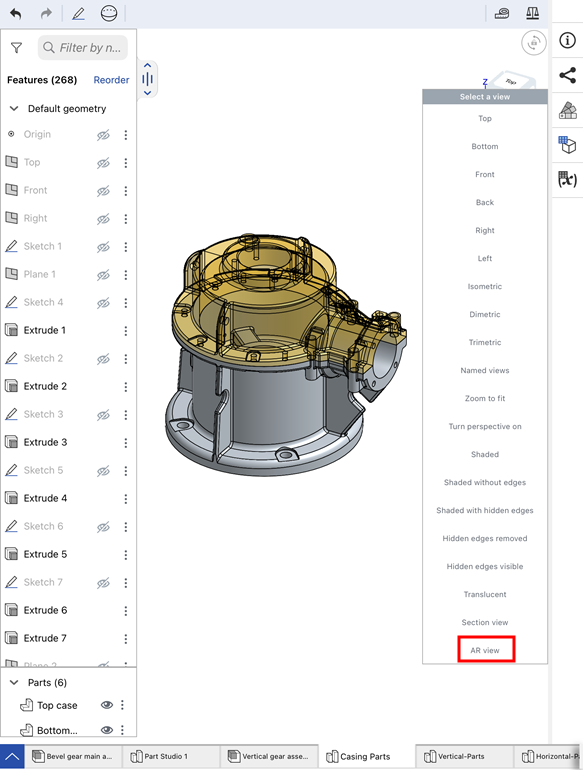 Filter by n...
Features (268) Reorder
Default geometry
Origin
Top
Front
Right
Sketch 1
Plane 1
Sketch 4
Extrude 1
Sketch 2
Extrude 2
Sketch 3
Extrude 3
Sketch 5
Extrude 4
Sketch 6
Extrude 5
Sketch 7
Extrude 6
Extrude 7
Plane 2
Parts (6)
Top case
Bottom...
Z
Top
Select a view
Top
Bottom
Front
Back
Right
Left
Isometric
Dimetric
Trimetric
Named views
Zoom to fit
Turn perspective on
Shaded
Shaded without edges
Shaded with hidden edges
Hidden edges removed
Hidden edges visible
Translucent
Section view
AR view
(x)
Bevel gear main a... Part Studio 1 Vertical gear asse... Casing Parts Vertical-Parts Horizontal-P